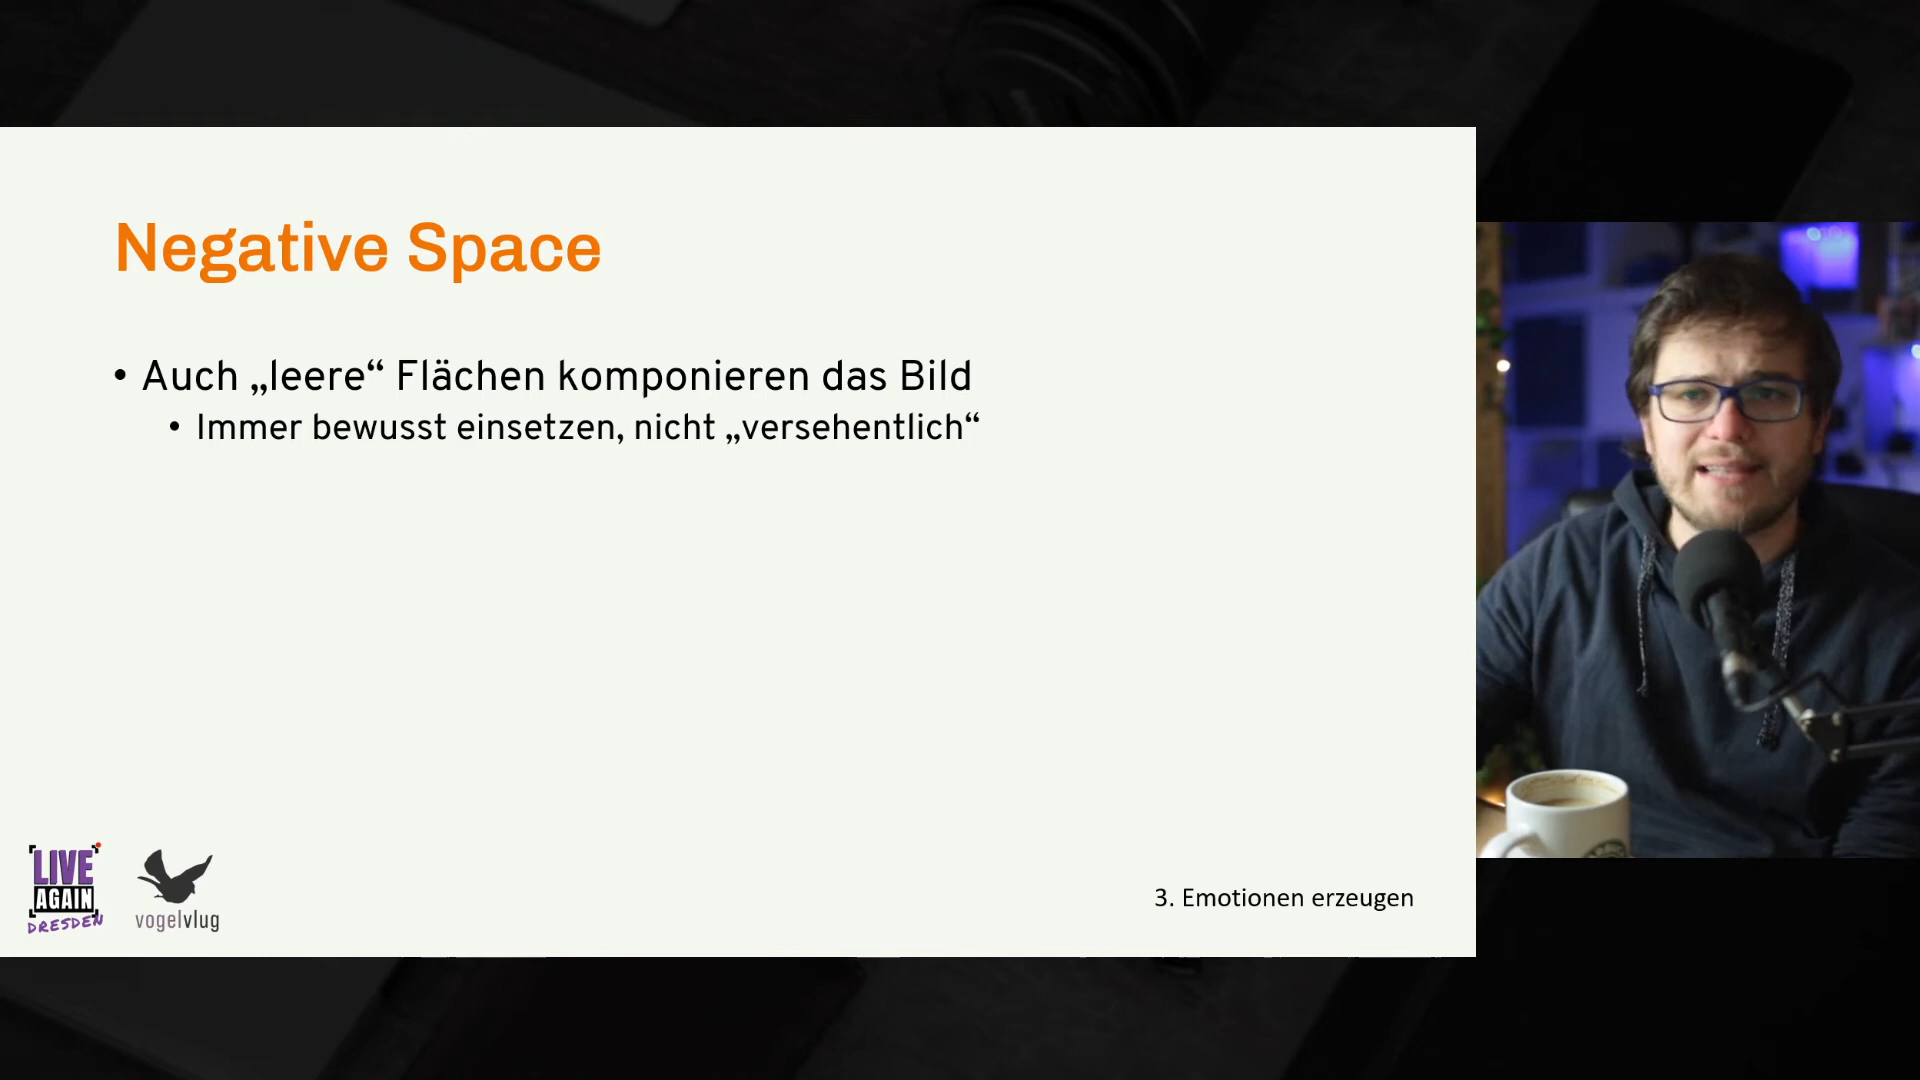 Negative Space
• Auch „leere“ Flächen komponieren das Bild
• Immer bewusst einsetzen, nicht „versehentlich“
LIVE
AGAIN
DRESDEN
vogelvlug
3. Emotionen erzeugen